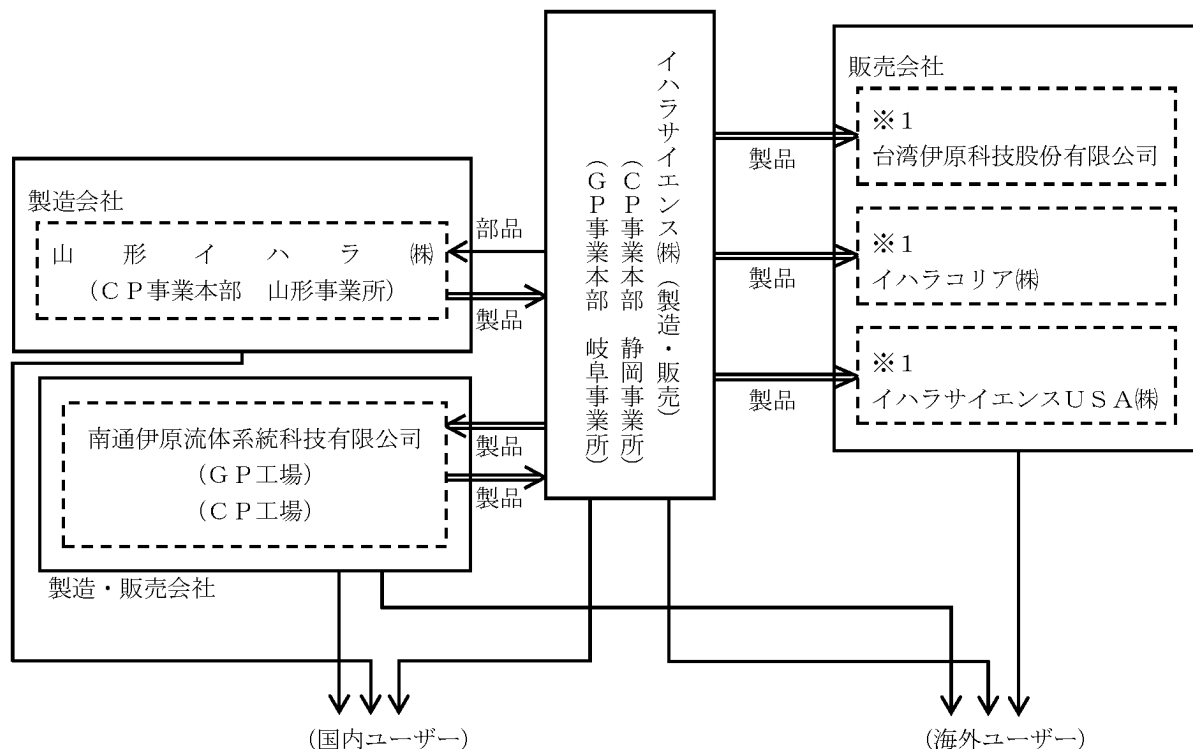 製造会社
山形イハラ㈱
(CP事業本部 山形事業所)
部品
製品
南通伊原流体系統科技有限公司
(GP工場)
(CP工場)
製造・販売会社
製品
製品
イハラサイエンス㈱(製造・販売)
(CP事業本部 静岡事業所)
(GP事業本部 岐阜事業所)
製品
製品
製品
販売会社
※1
台湾伊原科技股份有限公司
※1
イハラコリア㈱
※1
イハラサイエンスUSA㈱
(国内ユーザー)
(海外ユーザー)